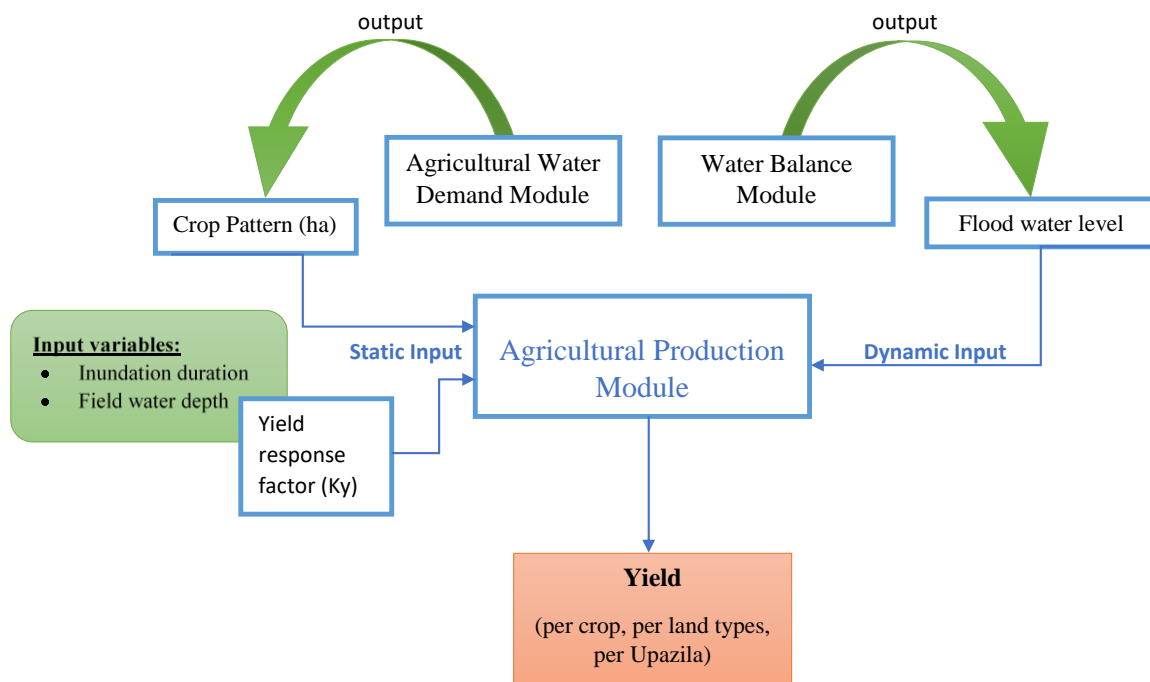 output
output
Agricultural Water
Demand Module
Water Balance
Module
Crop Pattern (ha)
Flood water level
Input variables:
• Inundation duration
• Field water depth
Static Input
Agricultural Production
Module
Dynamic Input
Yield
response
factor (Ky)
Yield
(per crop, per land types,
per Upazila)